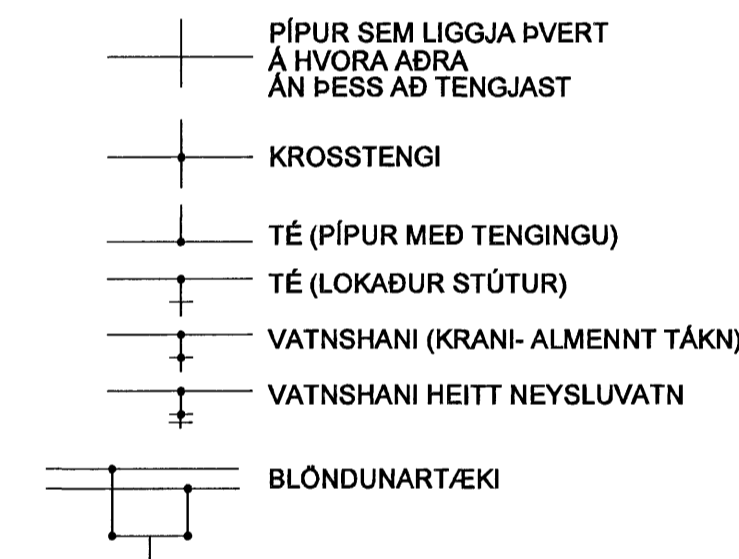 PÍPUR SEM LIGGJA ÞVERT
Á HVORA AÐRA
ÁN ÞESS AÐ TENGJAST
KROSSTENGI
TÉ (PÍPUR MEÐ TENGINGU)
TÉ (LOKAÐUR STÚTUR)
VATNSHANI (KRANI- ALMENNT TÁKN)
VATNSHANI HEITT NEYSLUVATN
BLÖNDUNARTÆKI